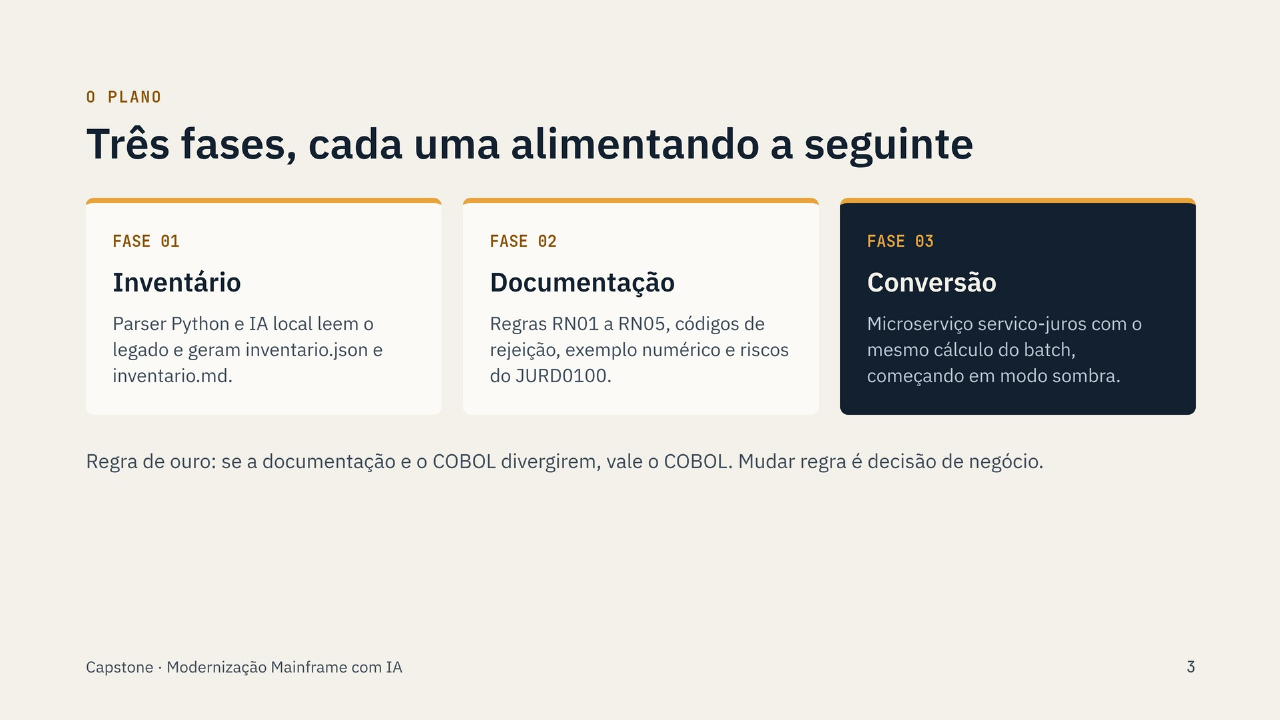 O PLANO
Três fases, cada uma alimentando a seguinte
FASE 01
Inventário
Parser Python e IA local leem o
legado e geram inventario.json e
inventario.md.
FASE 02
Documentação
Regras RN01 a RN05, códigos de
rejeição, exemplo numérico e riscos
do JURD0100.
FASE 03
Conversão
Microserviço servico-juros com o
mesmo cálculo do batch,
começando em modo sombra.
Regra de ouro: se a documentação e o COBOL divergirem, vale o COBOL. Mudar regra é decisão de negócio.
Capstone · Modernização Mainframe com IA
3